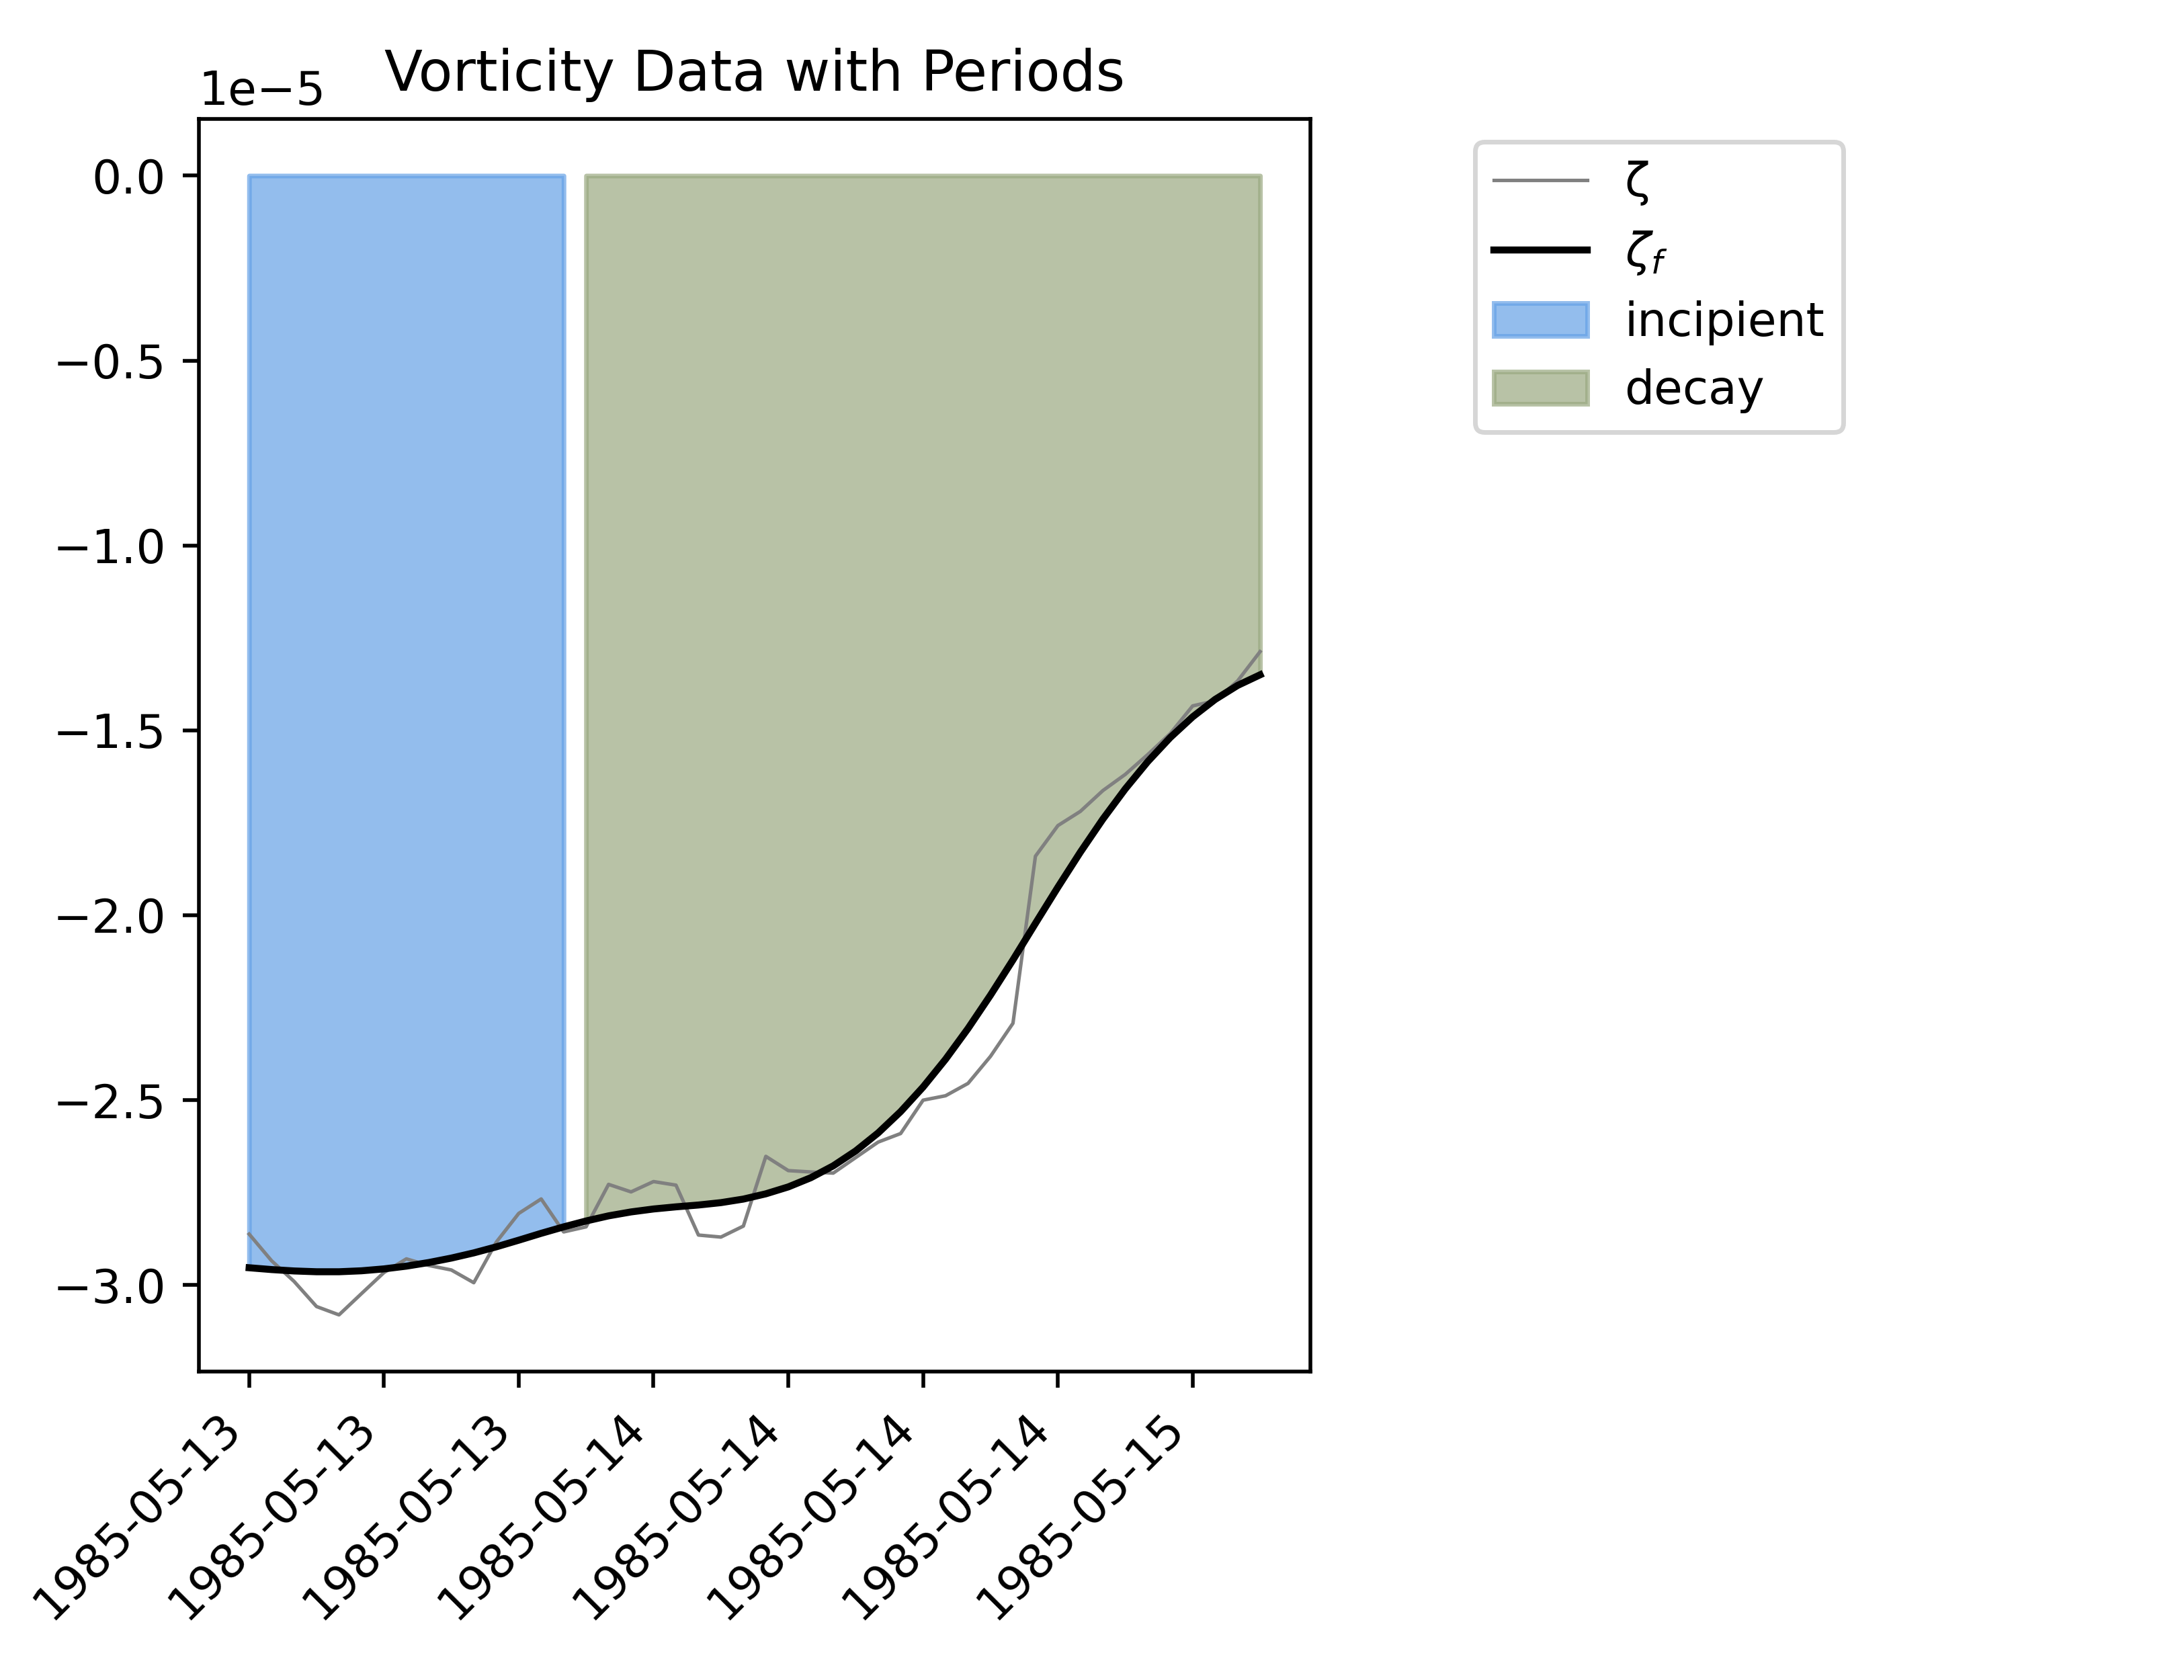 Vorticity Data with Periods
1e−5
0.0
−0.5
−1.0
−1.5
−2.0
−2.5
−3.0
1985-05-13
1985-05-13
1985-05-13
1985-05-14
1985-05-14
1985-05-14
1985-05-14
1985-05-15
ζ
ζf
incipient
decay